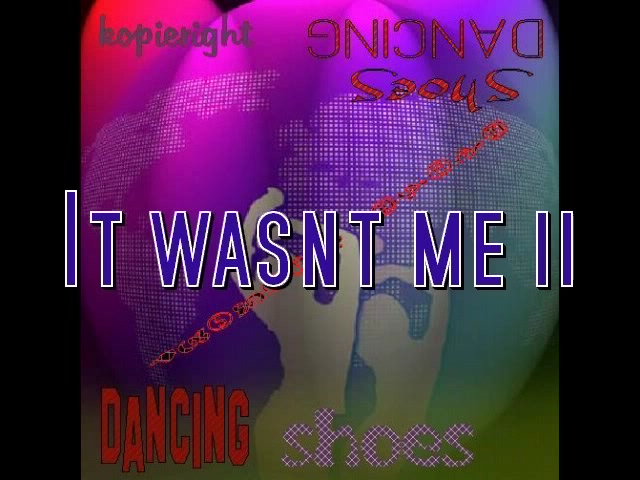 kopieright
DANCING
shoes
It wasnt me ii
DANCING
shoes